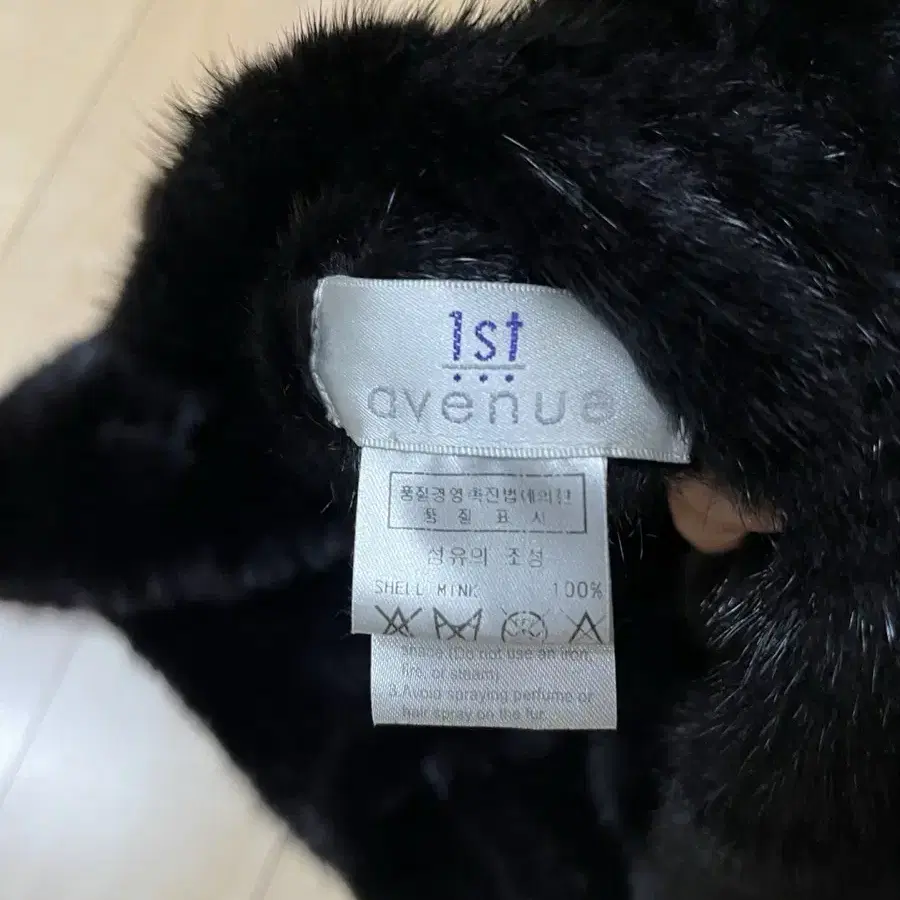 1st
avenue
품질경영촉진법에의한
품 질 표 시
섬유의 조성
SHELL MINK 100%
shape (Do not use an iron,
fire, or steam)
8.Avoid spraying perfume or
hair spray on the fur